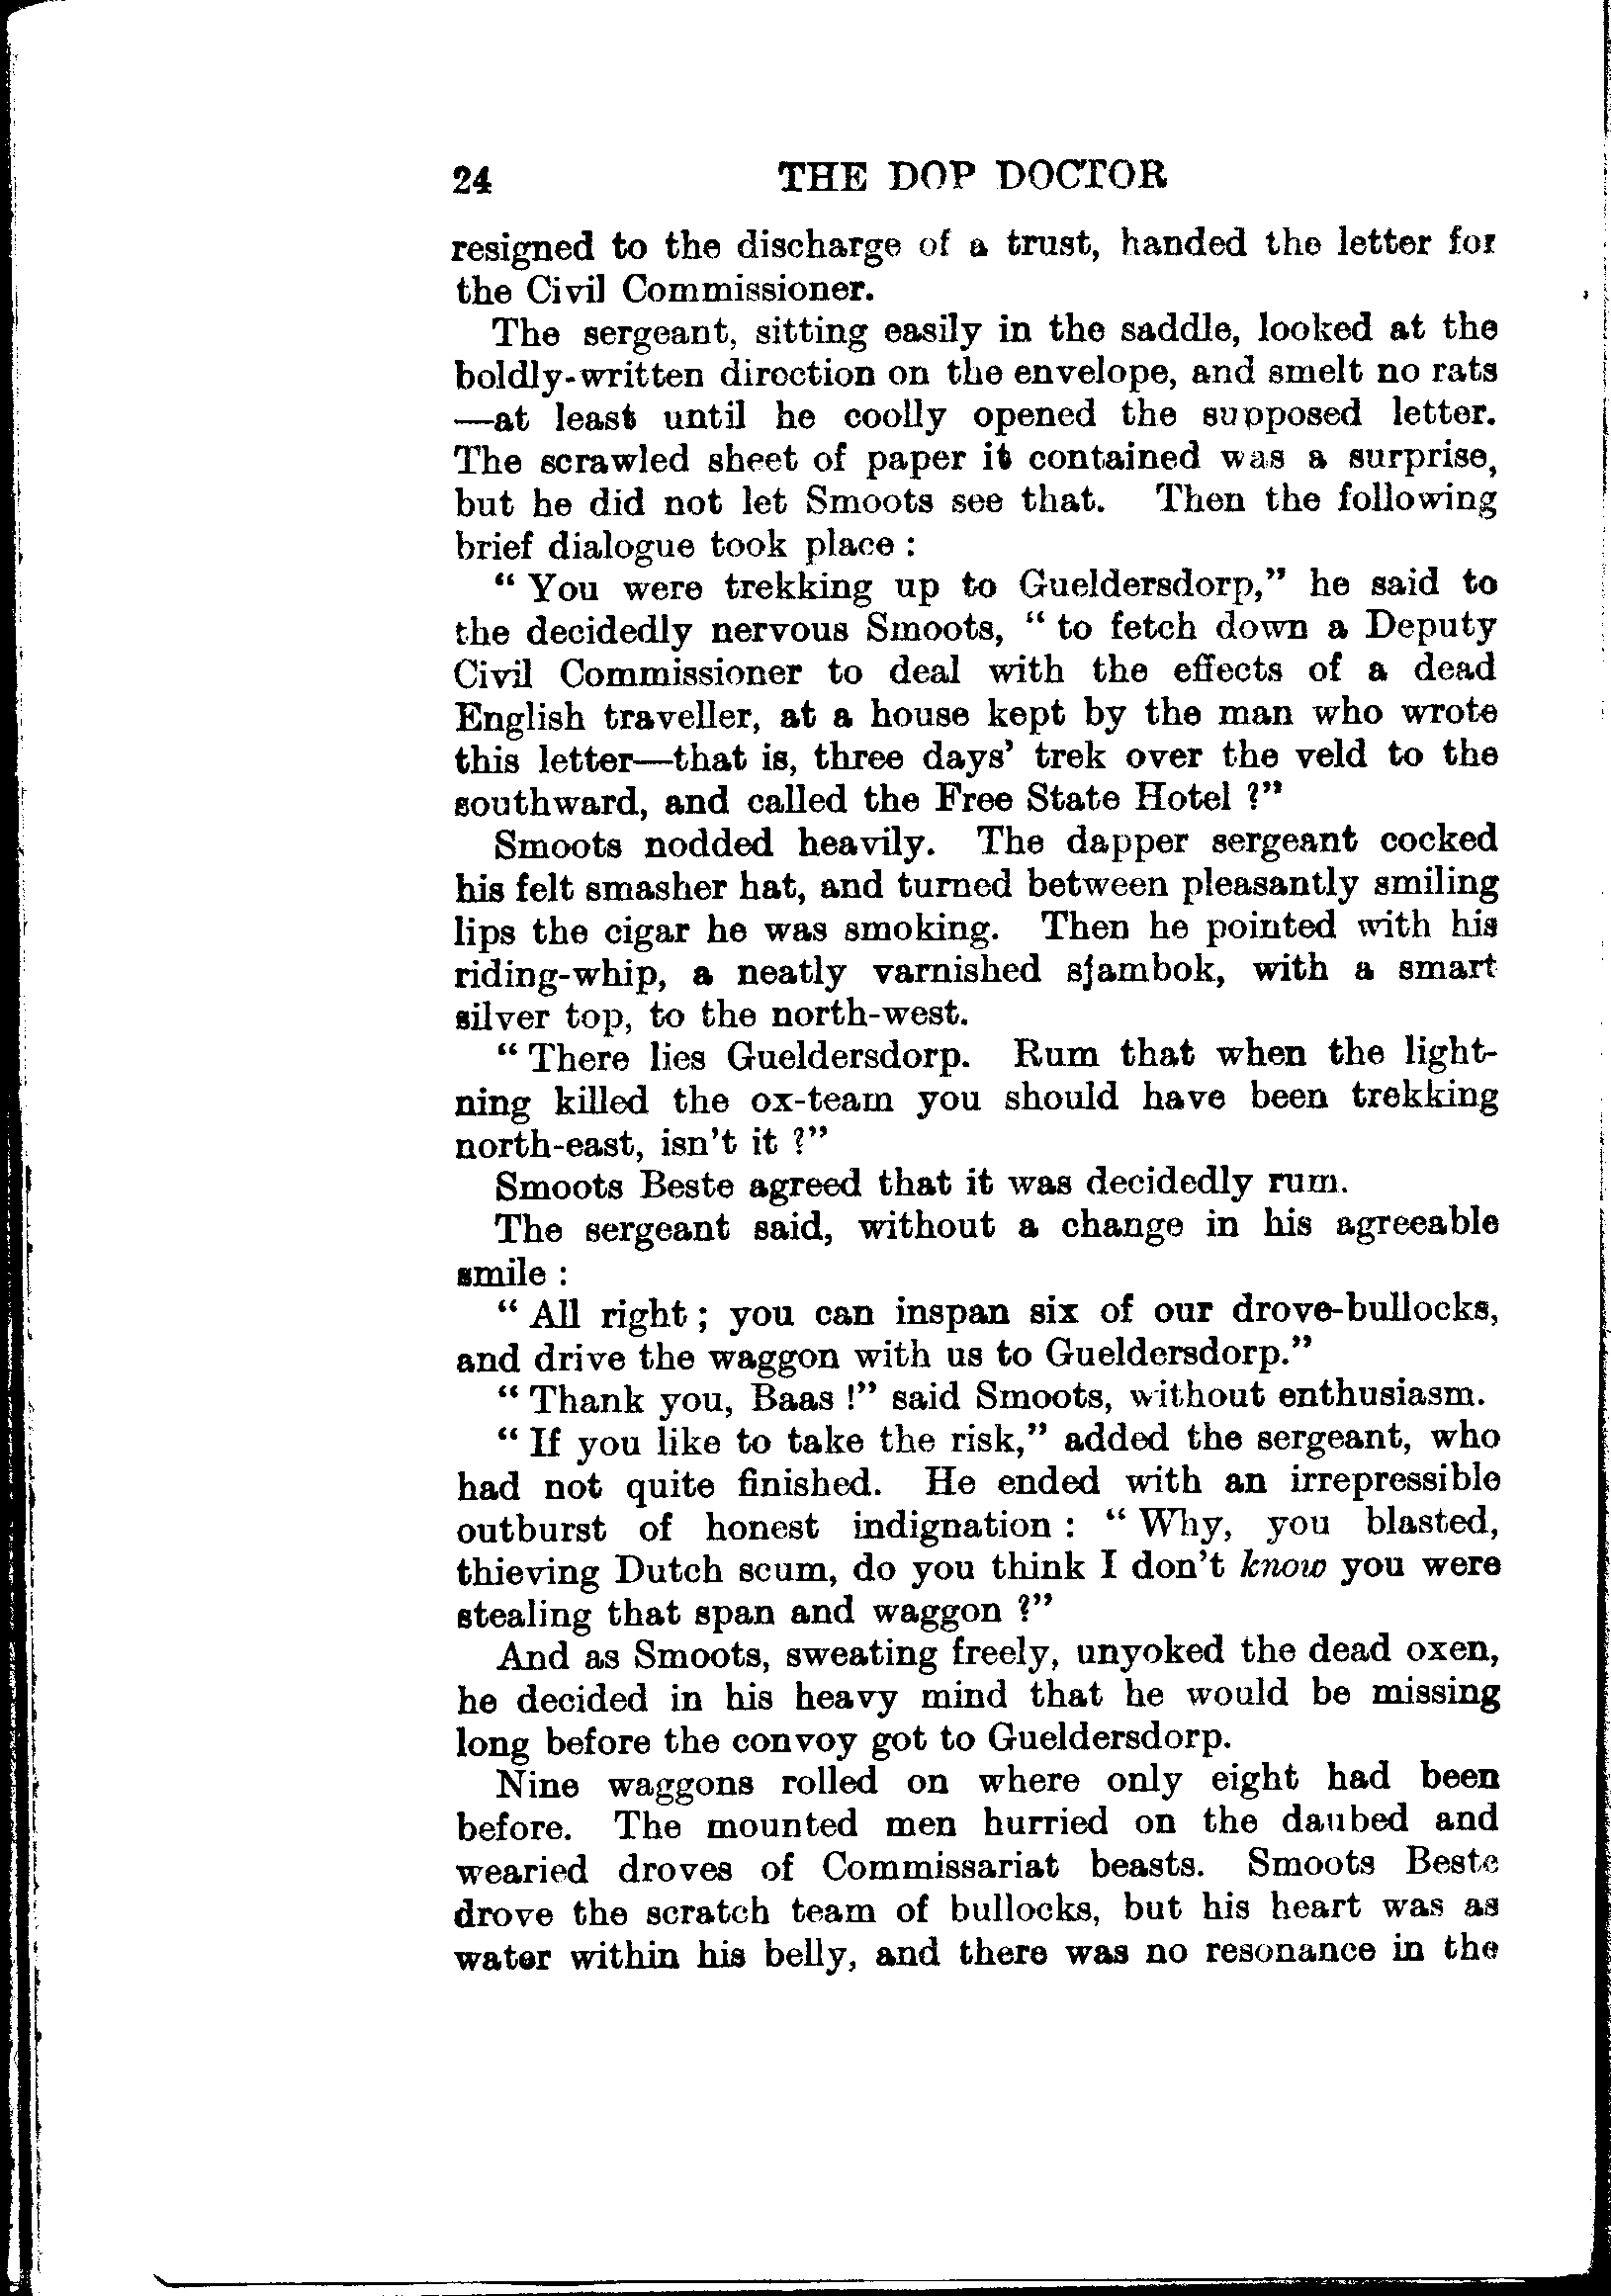 24 THE DOP DOCTOR
resigned to the discharge of a trust, handed the letter for
the Civil Commissioner.
The sergeant, sitting easily in the saddle, looked at the
boldly-written direction on the envelope, and smelt no rats
—at least until he coolly opened the supposed letter.
The scrawled sheet of paper it contained was a surprise,
but he did not let Smoots see that. Then the following
brief dialogue took place :
" You were trekking up to Gueldersdorp," he said to
the decidedly nervous Smoots, " to fetch down a Deputy
Civil Commissioner to deal with the effects of a dead
English traveller, at a house kept by the man who wrote
this letter—that is, three days' trek over the veld to the
southward, and called the Free State Hotel ?"
Smoots nodded heavily. The dapper sergeant cocked
his felt smasher hat, and turned between pleasantly smiling
lips the cigar he was smoking. Then he pointed with his
riding-whip, a neatly varnished sjambok, with a smart
silver top, to the north-west.
" There lies Gueldersdorp. Rum that when the light-
ning killed the ox-team you should have been trekking
north-east, isn't it ?"
Smoots Beste agreed that it was decidedly rum.
The sergeant said, without a change in his agreeable
smile :
" All right ; you can inspan six of our drove-bullocks,
and drive the waggon with us to Gueldersdorp."
" Thank you, Baas !" said Smoots, without enthusiasm.
" If you like to take the risk," added the sergeant, who
had not quite finished. He ended with an irrepressible
outburst of honest indignation : " Why, you blasted,
thieving Dutch scum, do you think I don't know you were
stealing that span and waggon ?"
And as Smoots, sweating freely, unyoked the dead oxen,
he decided in his heavy mind that he would be missing
long before the convoy got to Gueldersdorp.
Nine waggons rolled on where only eight had been
before. The mounted men hurried on the daubed and
wearied droves of Commissariat beasts. Smoots Beste
drove the scratch team of bullocks, but his heart was as
water within his belly, and there was no resonance in the